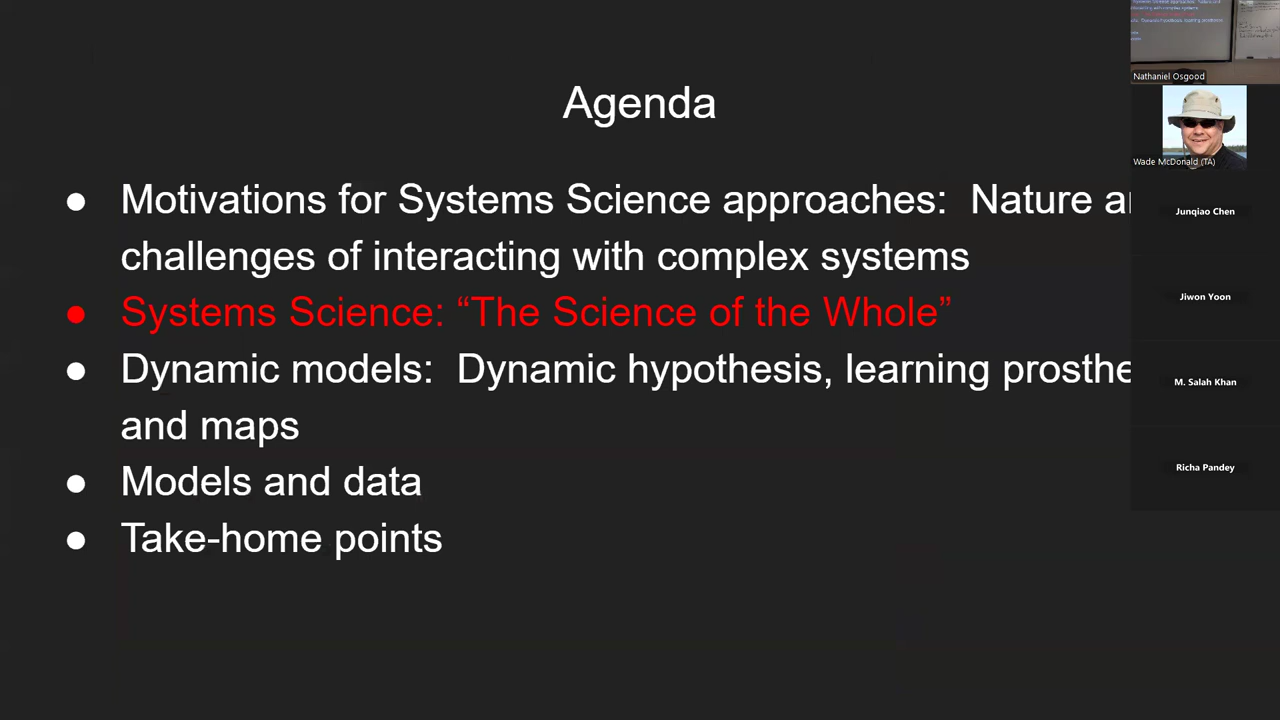 Agenda
● Motivations for Systems Science approaches: Nature
challenges of interacting with complex systems
● Systems Science: “The Science of the Whole”
● Dynamic models: Dynamic hypothesis, learning
and maps
● Models and data
● Take-home points
Nathaniel Osgood
Wade McDonald (TA)
Junqiao Chen
Jiwon Yoon
M. Salah Khan
Richa Pandey